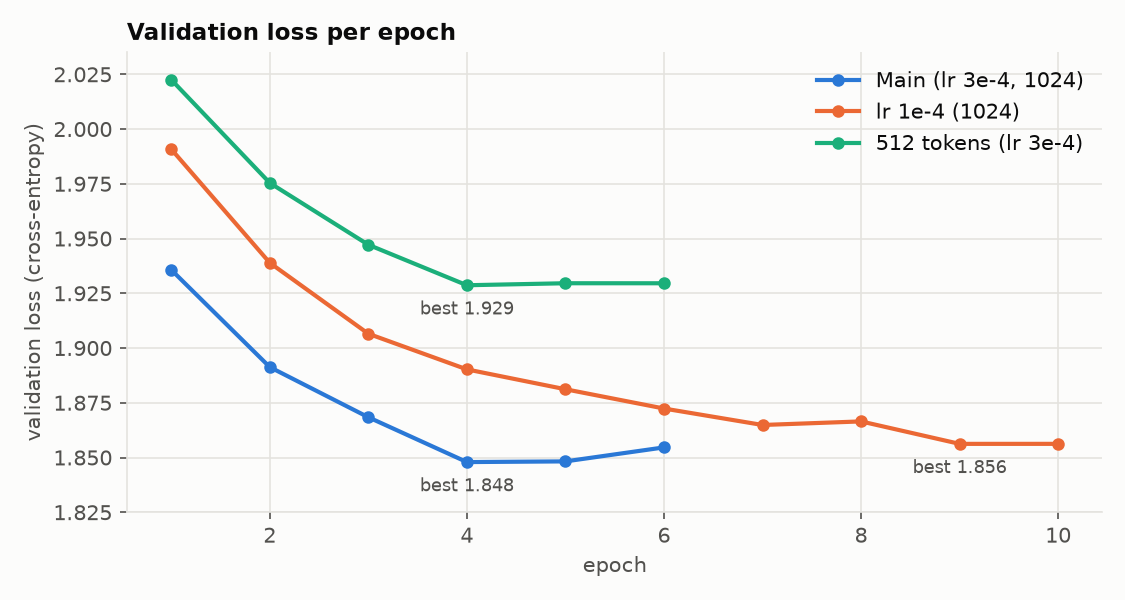 Validation loss per epoch
validation loss (cross-entropy)
2.025
2.000
1.975
1.950
1.925
1.900
1.875
1.850
1.825
Main (lr 3e-4, 1024)
lr 1e-4 (1024)
512 tokens (lr 3e-4)
best 1.929
best 1.856
best 1.848
2 4 6 8 10
epoch